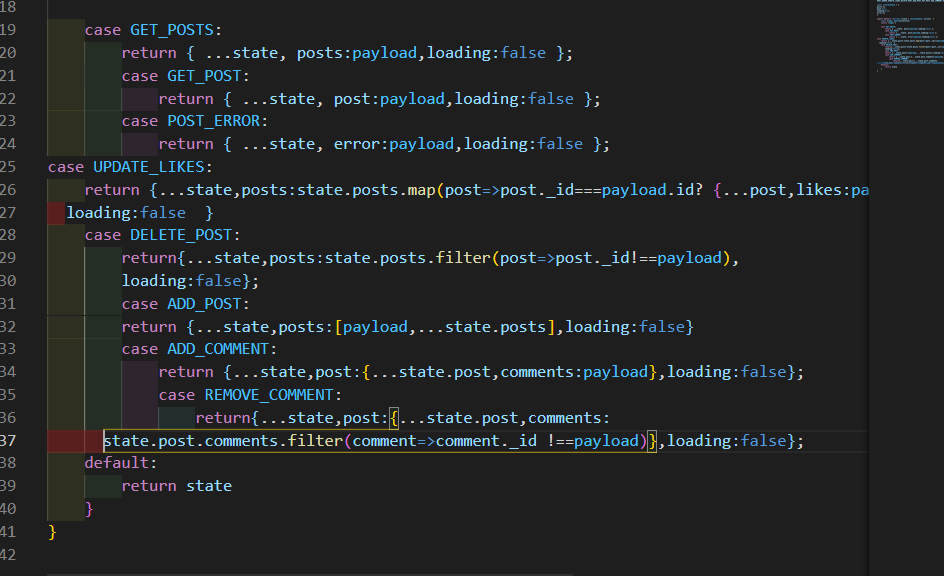 18
19 case GET_POSTS:
20 return { ...state, posts:payload,loading:false };
21 case GET_POST:
22 return { ...state, post:payload,loading:false };
23 case POST_ERROR:
24 return { ...state, error:payload,loading:false };
25 case UPDATE_LIKES:
26 return {...state,posts:state.posts.map(post=>post._id===payload.id? {...post,likes:pa
27 loading:false  }
28 case DELETE_POST:
29 return{...state,posts:state.posts.filter(post=>post._id!==payload),
30 loading:false};
31 case ADD_POST:
32 return {...state,posts:[payload,...state.posts],loading:false}
33 case ADD_COMMENT:
34 return {...state,post:{...state.post,comments:payload},loading:false};
35 case REMOVE_COMMENT:
36 return{...state,post:{...state.post,comments:
37 state.post.comments.filter(comment=>comment._id !==payload)},loading:false};
38 default:
39 return state
40 }
41 }
42